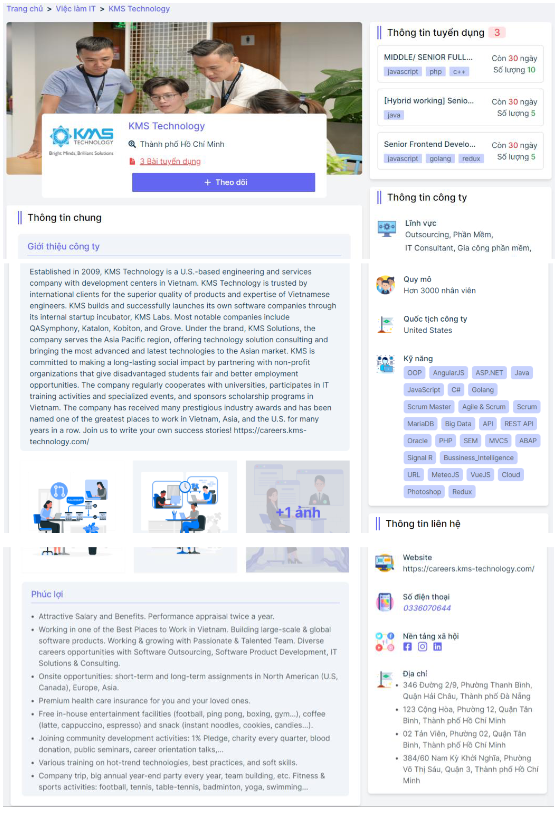 Trang chủ > Việc làm IT > KMS Technology
KMS
TECHNOLOGY
Bright Minds, Brilliant Solutions
KMS Technology
Thành phố Hồ Chí Minh
3 Bài tuyển dụng
+ Theo dõi
Thông tin chung
Giới thiệu công ty
Established in 2009, KMS Technology is a U.S.-based engineering and services
company with development centers in Vietnam. KMS Technology is trusted by
international clients for the superior quality of products and expertise of Vietnamese
engineers. KMS builds and successfully launches its own software companies through
its internal startup incubator, KMS Labs. Most notable companies include
QASymphony, Katalon, Kobiton, and Grove. Under the brand, KMS Solutions, the
company serves the Asia Pacific region, offering technology solution consulting and
bringing the most advanced and latest technologies to the Asian market. KMS is
committed to making a long-lasting social impact by partnering with non-profit
organizations that give disadvantaged students fair and better employment
opportunities. The company regularly cooperates with universities, participates in IT
training activities and specialized events, and sponsors scholarship programs in
Vietnam. The company has received many prestigious industry awards and has been
named one of the greatest places to work in Vietnam, Asia, and the U.S. for many
years in a row. Join us to write your own success stories! https://careers.kms-
technology.com/
+1 ảnh
Phúc lợi
• Attractive Salary and Benefits. Performance appraisal twice a year.
• Working in one of the Best Places to Work in Vietnam. Building large-scale & global
software products. Working & growing with Passionate & Talented Team. Diverse
careers opportunities with Software Outsourcing, Software Product Development, IT
Solutions & Consulting.
• Onsite opportunities: short-term and long-term assignments in North American (U.S,
Canada), Europe, Asia.
• Premium health care insurance for you and your loved ones.
• Free in-house entertainment facilities (football, ping pong, boxing, gym...), coffee
(latte, cappuccino, espresso) and snack (instant noodles, cookies, candies...).
• Joining community development activities: 1% Pledge, charity every quarter, blood
donation, public seminars, career orientation talks,...
• Various training on hot-trend technologies, best practices, and soft skills.
• Company trip, big annual year-end party every year, team building, etc. Fitness &
sports activities: football, tennis, table-tennis, badminton, yoga, swimming...
Thông tin tuyển dụng 3
MIDDLE/ SENIOR FULL...
Còn 30 ngày
javascript php c++
Số lượng 10
[Hybrid working] Senio...
Còn 30 ngày
java
Số lượng 5
Senior Frontend Develo...
Còn 30 ngày
javascript golang redux
Số lượng 5
Thông tin công ty
Lĩnh vực
Outsourcing, Phần Mềm,
IT Consultant, Gia công phần mềm,
Quy mô
Hơn 3000 nhân viên
Quốc tịch công ty
United States
Kỹ năng
OOP AngularJS ASP.NET Java
JavaScript C# Golang
Scrum Master Agile & Scrum Scrum
MariaDB Big Data API REST API
Oracle PHP SEM MVCS ABAP
Signal R Bussiness_Intelligence
URL MeteoJS VueJS Cloud
Photoshop Redux
Thông tin liên hệ
Website
https://careers.kms-technology.com/
Số điện thoại
0336070644
Nền tảng xã hội
Địa chỉ
• 346 Đường 2/9, Phường Thanh Bình,
Quận Hải Châu, Thành phố Đà Nẵng
• 123 Cộng Hòa, Phường 12, Quận Tân
Bình, Thành phố Hồ Chí Minh
• 02 Tản Viên, Phường 02, Quận Tân
Bình, Thành phố Hồ Chí Minh
• 384/60 Nam Kỳ Khởi Nghĩa, Phường
Võ Thị Sáu, Quận 3, Thành phố Hồ Chí
Minh